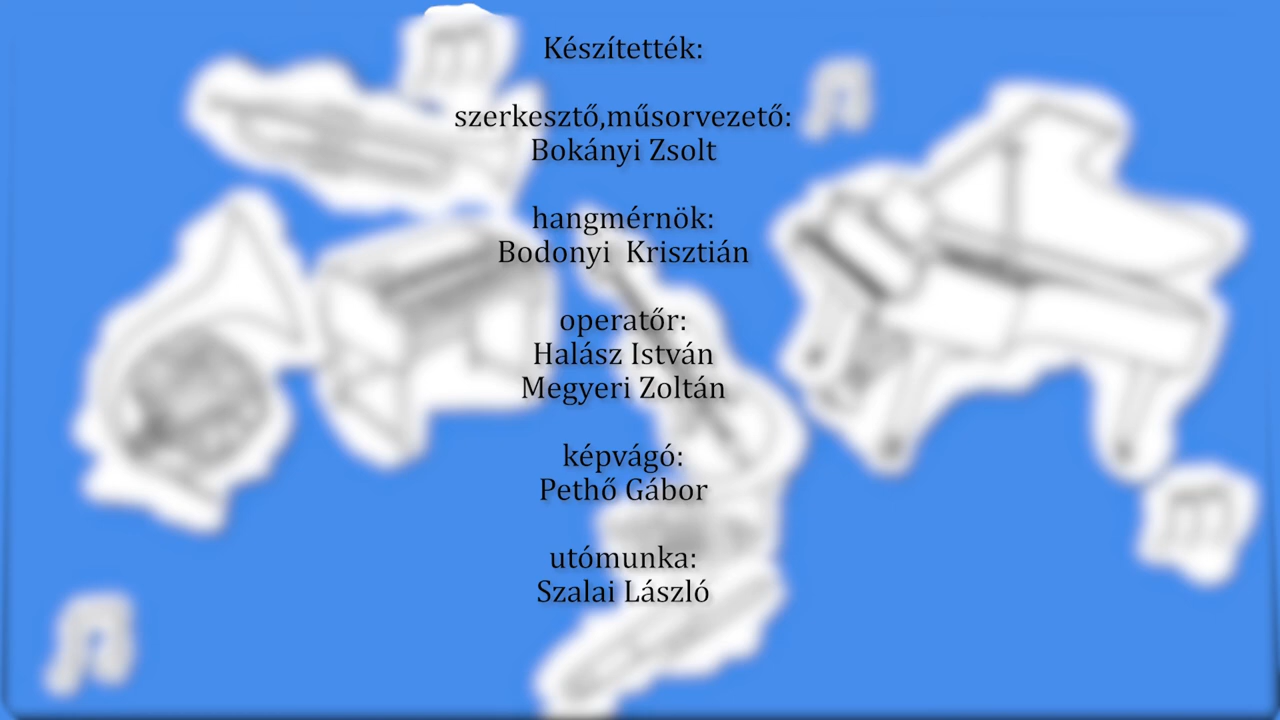 Készítették:
szerkesztő,műsorvezető:
Bokányi Zsolt
hangmérnök:
Bodonyi Krisztián
operatőr:
Halász István
Megyeri Zoltán
képvágó:
Pethő Gábor
utómunka:
Szalai László